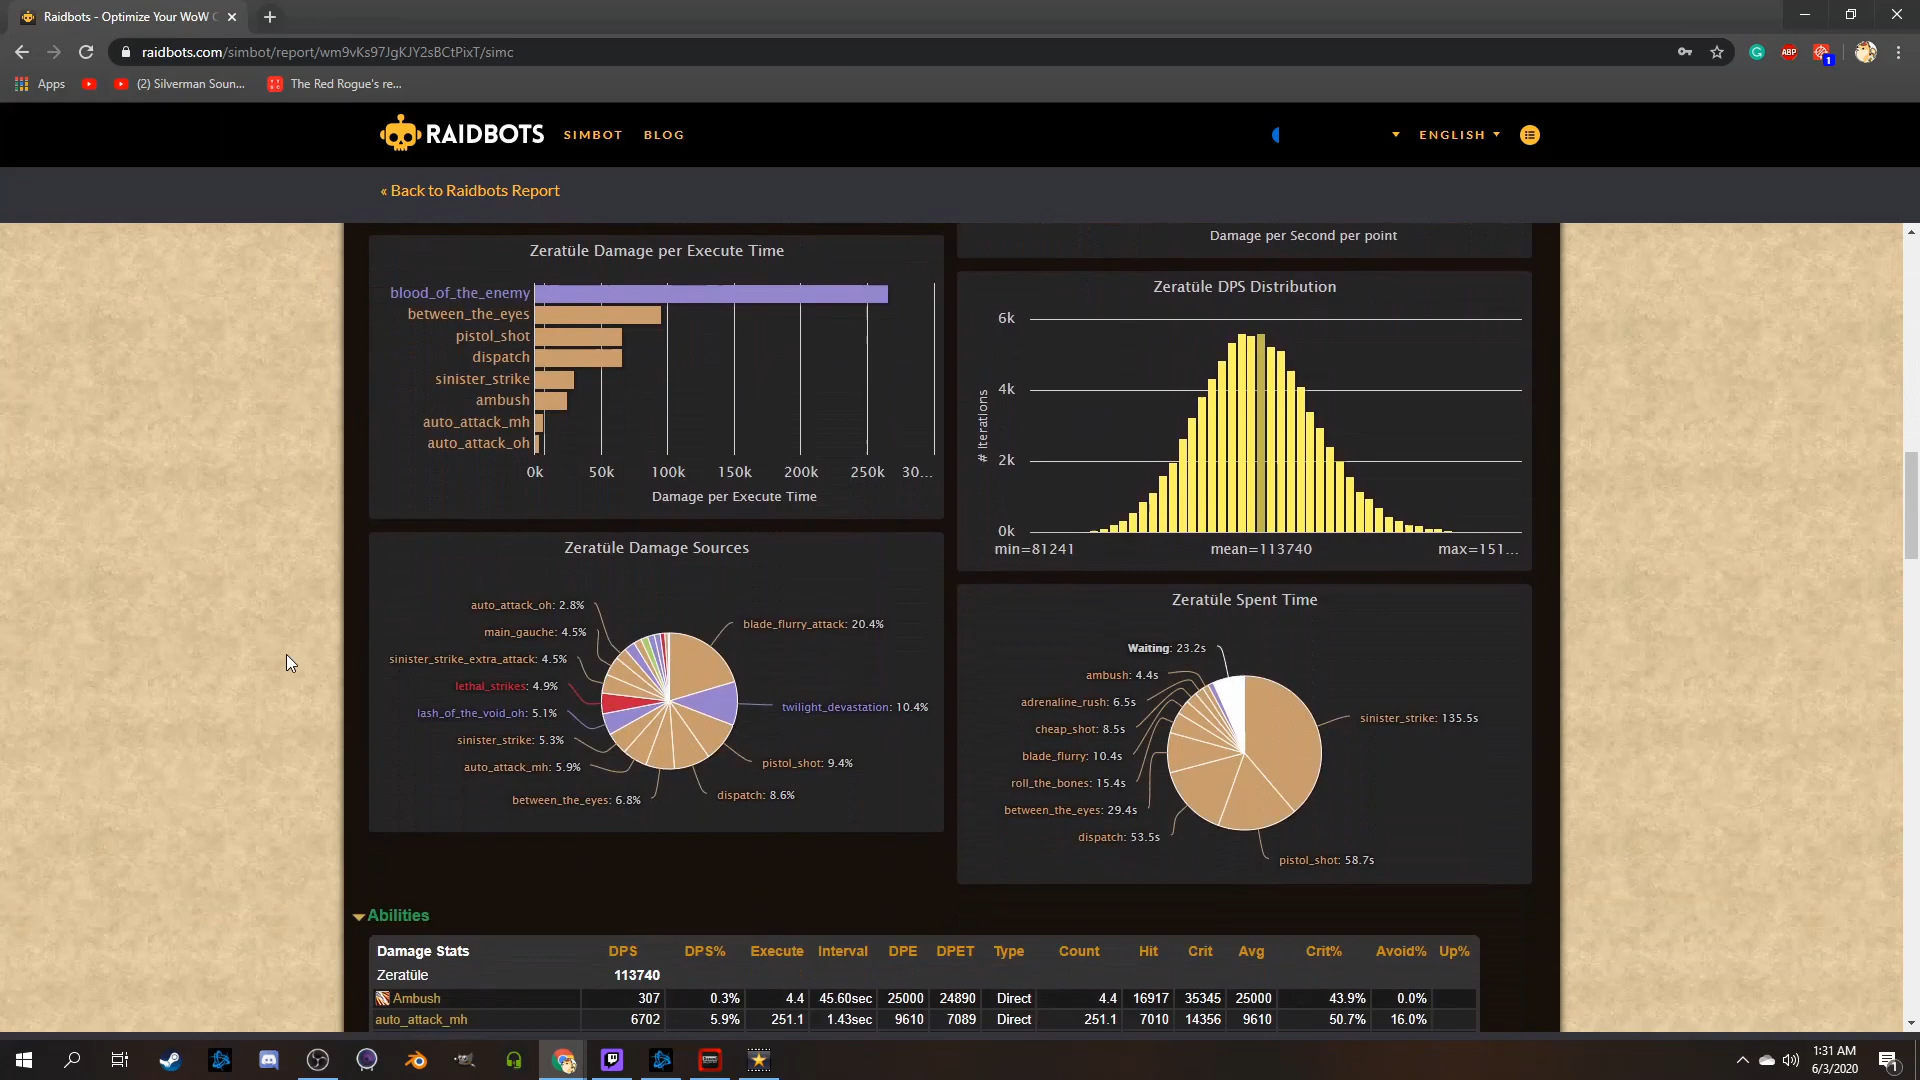 Raidbots - Optimize Your WoW C
raidbots.com/simbot/report/wm9vKs97JgKJY2sBCtPixT/simc
ABP
1
Apps
(2) Silverman Soun...
The Red Rogue's re...
RAIDBOTS
SIMBOT
BLOG
ENGLISH
« Back to Raidbots Report
Zeratüle Damage per Execute Time
blood_of_the_enemy
between_the_eyes
pistol_shot
dispatch
sinister_strike
ambush
auto_attack_mh
auto_attack_oh
0k 50k 100k 150k 200k 250k 30...
Damage per Execute Time
Damage per Second per point
Zeratüle DPS Distribution
6k
4k
2k
0k
# Iterations
min=81241 mean=113740 max=151...
Zeratüle Damage Sources
auto_attack_oh: 2.8%
main_gauche: 4.5%
sinister_strike_extra_attack: 4.5%
lethal_strikes: 4.9%
lash_of_the_void_oh: 5.1%
sinister_strike: 5.3%
auto_attack_mh: 5.9%
between_the_eyes: 6.8%
dispatch: 8.6%
pistol_shot: 9.4%
twilight_devastation: 10.4%
blade_flurry_attack: 20.4%
Zeratüle Spent Time
Waiting: 23.2s
ambush: 4.4s
adrenaline_rush: 6.5s
cheap_shot: 8.5s
blade_flurry: 10.4s
roll_the_bones: 15.4s
between_the_eyes: 29.4s
dispatch: 53.5s
pistol_shot: 58.7s
sinister_strike: 135.5s
Abilities
Damage Stats DPS DPS% Execute Interval DPE DPET Type Count Hit Crit Avg Crit% Avoid% Up%
Zeratüle 113740
Ambush 307 0.3% 4.4 45.60sec 25000 24890 Direct 4.4 16917 35345 25000 43.9% 0.0%
auto_attack_mh 6702 5.9% 251.1 1.43sec 9610 7089 Direct 251.1 7010 14356 9610 50.7% 16.0%
1:31 AM
6/3/2020
1